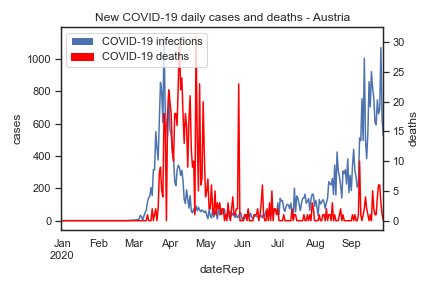 New COVID-19 daily cases and deaths - Austria
COVID-19 infections
COVID-19 deaths
1000
800
600
400
200
0
cases
30
25
20
15
10
5
0
deaths
Jan Feb Mar Apr May Jun Jul Aug Sep
2020
dateRep